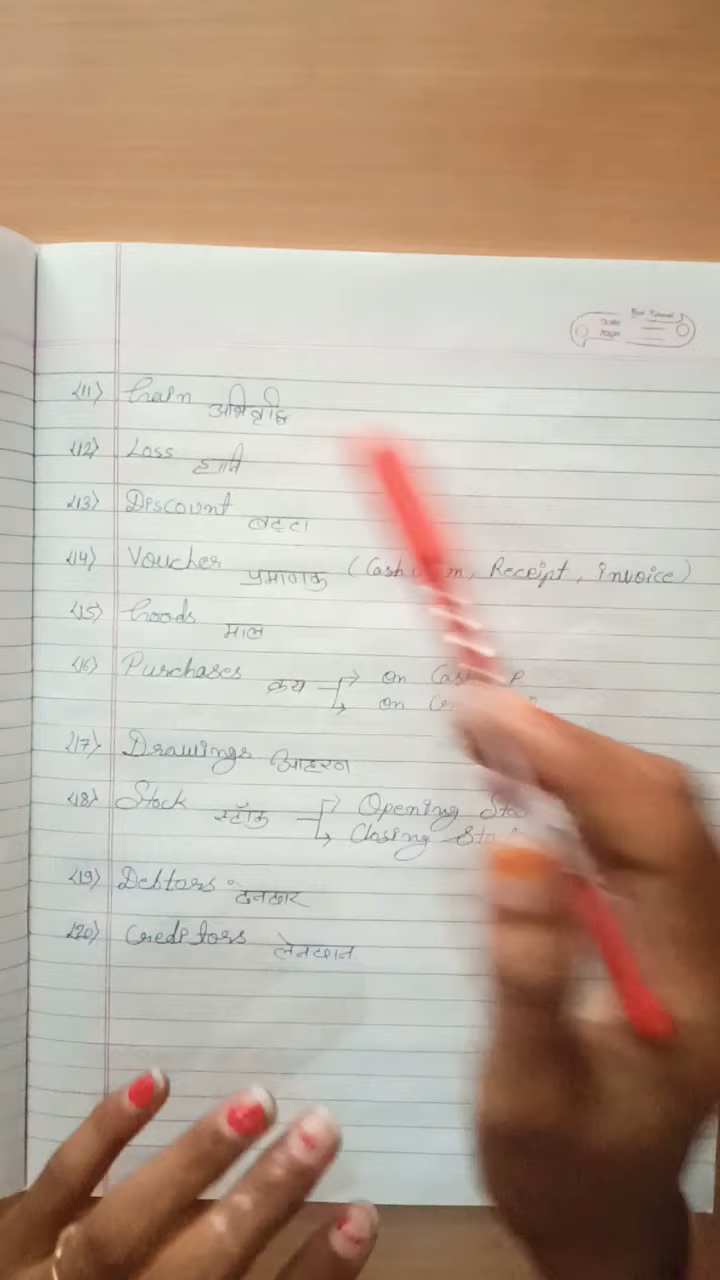 (11) Gain अभिवृद्धि
(12) Loss हानि
(13) Discount बट्टा
(14) Voucher प्रमाणक (Cash , Receipt, Invoice)
(15) Goods माल
(16) Purchases क्रय → On
→ On
(17) Drawings आहरण
(18) Stock स्टॉक → Opening
→ Closing
(19) Debtors देनदार
(20) Creditors